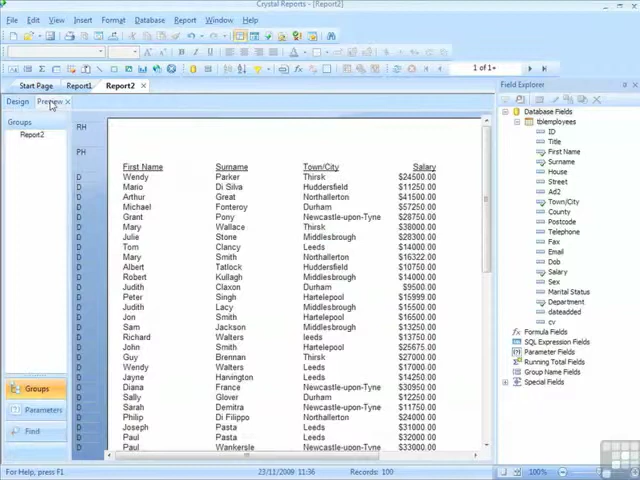 Crystal Reports - [Report2]
File Edit View Insert Format Database Report Window Help
1 of 1+
Start Page Report1 Report2
Design Preview
Groups
Report2
RH
PH
First Name Surname Town/City Salary
D Wendy Parker Thirsk $24500.00
D Mario Di Silva Huddersfield $11250.00
D Arthur Great Northallerton $41500.00
D Michael Fonteroy Durham $57250.00
D Grant Pony Newcastle-upon-Tyne $28750.00
D Mary Wallace Thirsk $38000.00
D Julie Stone Middlesbrough $28300.00
D Tom Clancy Leeds $14000.00
D Mary Smith Northallerton $16322.00
D Albert Tatlock Huddersfield $10750.00
D Robert Kullagh Middlesbrough $14000.00
D Judith Claxon Durham $9500.00
D Peter Singh Hartelepool $15999.00
D Judith Lacy Durham $15500.00
D Jon Smith Hartelepool $16500.00
D Sam Jackson Middlesbrough $13250.00
D Richard Walters leeds $13750.00
D John Smith Hartelepool $25675.00
D Guy Brennan Thirsk $27000.00
D Wendy Walters Leeds $17000.00
D Jayne Harvington Leeds $14250.00
D Diana France Newcastle-upon-Tyne $30950.00
D Sally Glover Durham $12250.00
D Sarah Demitra Newcastle-upon-Tyne $11750.00
D Philip Di Filippo Northallerton $24000.00
D Joseph Pasta Leeds $31000.00
D Paul Pasta Leeds $32000.00
D Paul Wankersle Newcastle-upon-Tyne $33000.00
Groups
Parameters
Find
Field Explorer
Database Fields
tblemployees
ID
Title
First Name
Surname
House
Street
Ad2
Town/City
County
Postcode
Telephone
Fax
Email
Dob
Salary
Sex
Marital Status
Department
dateadded
cv
Formula Fields
SQL Expression Fields
Parameter Fields
Running Total Fields
Group Name Fields
Special Fields
For Help, press F1 23/11/2009 11:36 Records: 100 100%